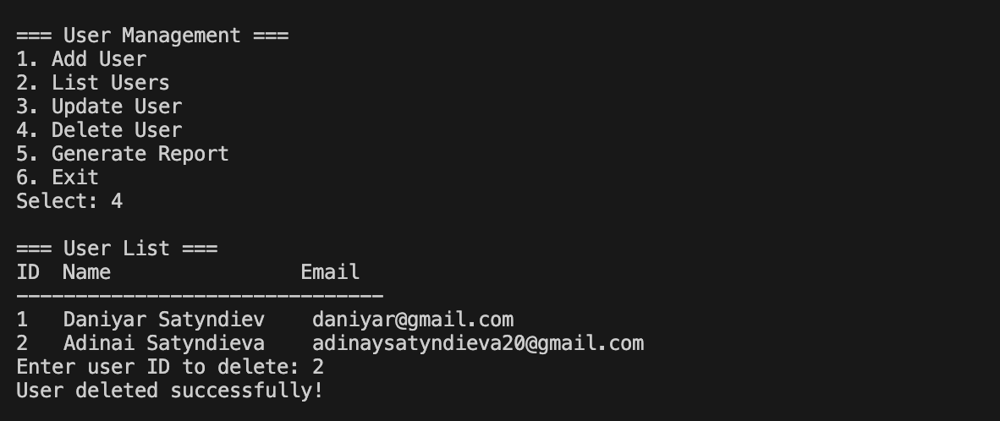 === User Management ===
1. Add User
2. List Users
3. Update User
4. Delete User
5. Generate Report
6. Exit
Select: 4

=== User List ===
ID  Name                Email
-------------------------------
1   Daniyar Satyndiev    daniyar@gmail.com
2   Adinai Satyndieva    adinaysatyndieva20@gmail.com
Enter user ID to delete: 2
User deleted successfully!